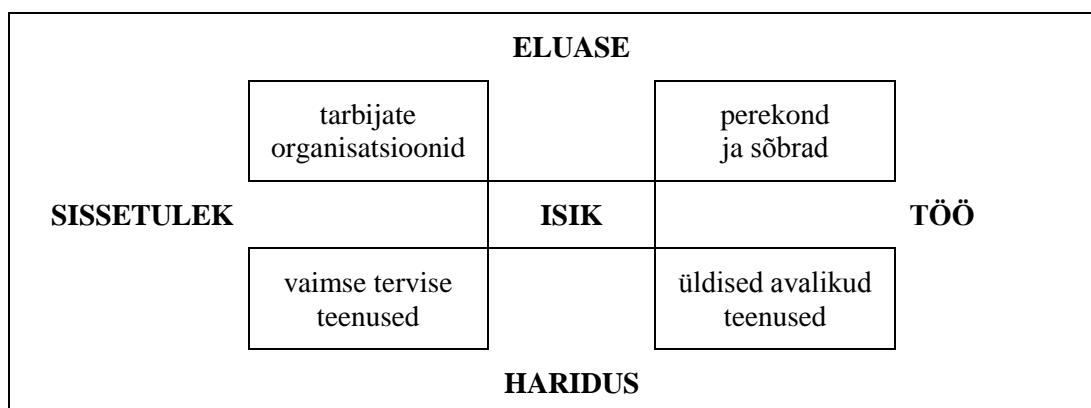 ELUASE
tarbijate
organisatsioonid
perekond
ja sõbrad
SISSETULEK
ISIK
TÖÖ
vaimse tervise
teenused
üldised avalikud
teenused
HARIDUS